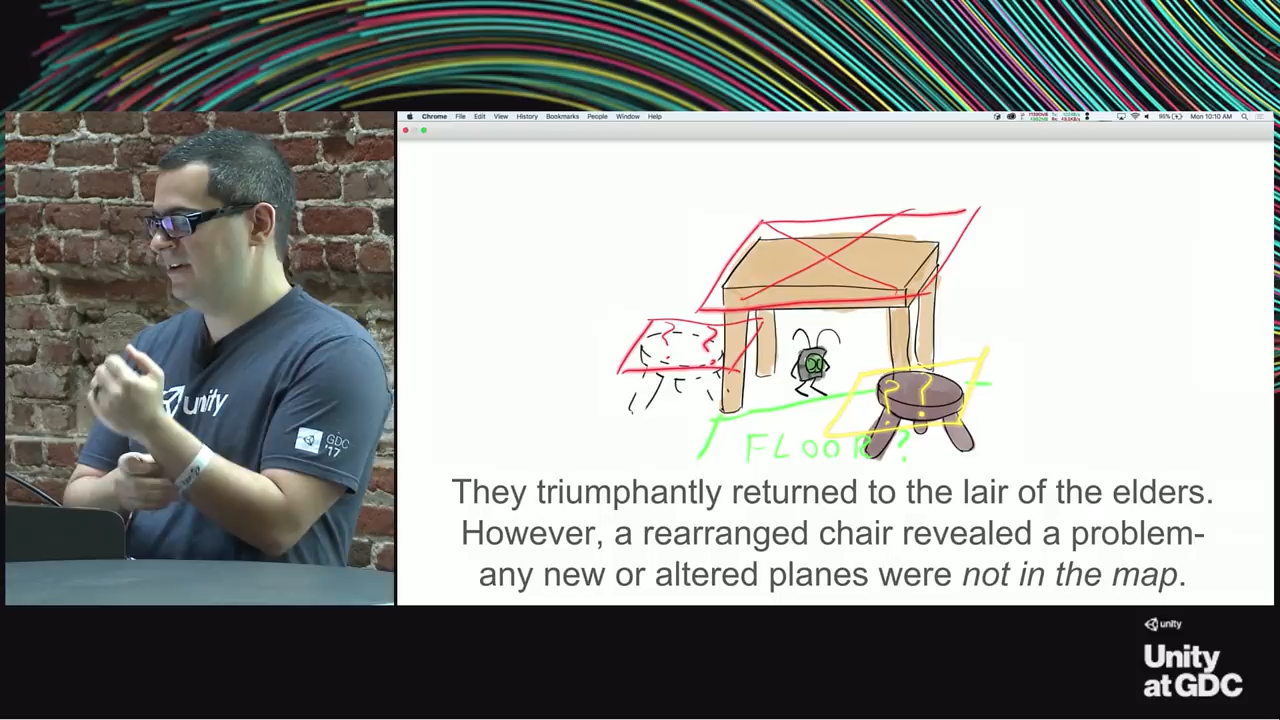 Chrome File Edit View History Bookmarks People Window Help
95% Mon 10:10 AM
unity
GDC
'17
? ?
? ?
FLOOR?
They triumphantly returned to the lair of the elders.
However, a rearranged chair revealed a problem-
any new or altered planes were not in the map.
unity
Unity
at GDC